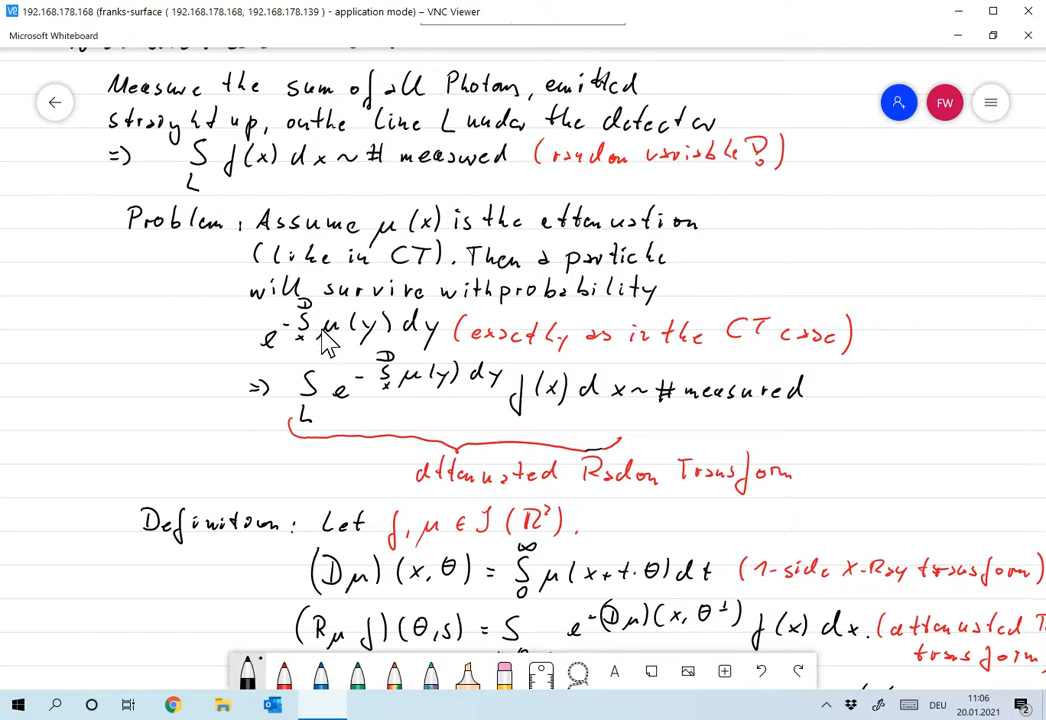 192.168.178.168 (franks-surface ( 192.168.178.168, 192.168.178.139 ) - application mode) – VNC Viewer
Microsoft Whiteboard
Measure the sum of all Photons, emitted
straight up, on the line L under the detector
=> ∫_L f(x) dx ~ # measured (random variable!)
FW
Problem: Assume μ(x) is the attenuation
(like in CT). Then a particle
will survive with probability
e^{-∫_x^D μ(y) dy} (exactly as in the CT case)
=> ∫_L e^{-∫_x^D μ(y) dy} f(x) dx ~ # measured
attenuated Radon Transform
Definitown: Let f, μ ∈ S(ℝ²).
(Dμ)(x, θ) = ∫_0^∞ μ(x+t·θ) dt (1-side X-Ray transform)
(R_μ f)(θ, s) = ∫ e^{-(Dμ)(x, θ^⊥)} f(x) dx. (attenuated
transform
A
DEU
11:06
20.01.2021
2